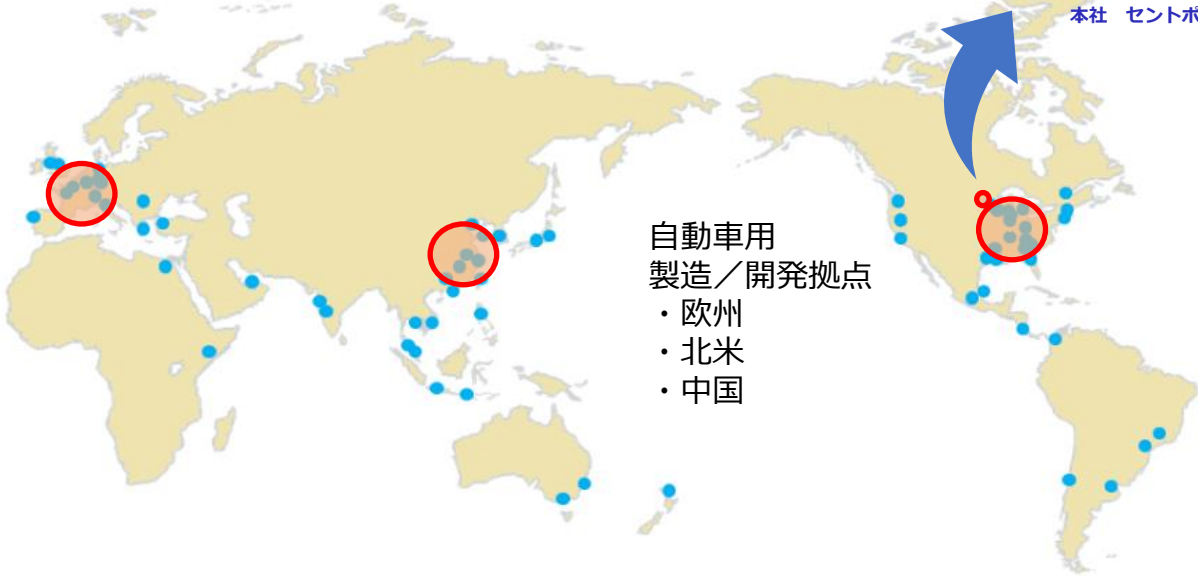 本社　セントポ
自動車用
製造／開発拠点
・欧州
・北米
・中国